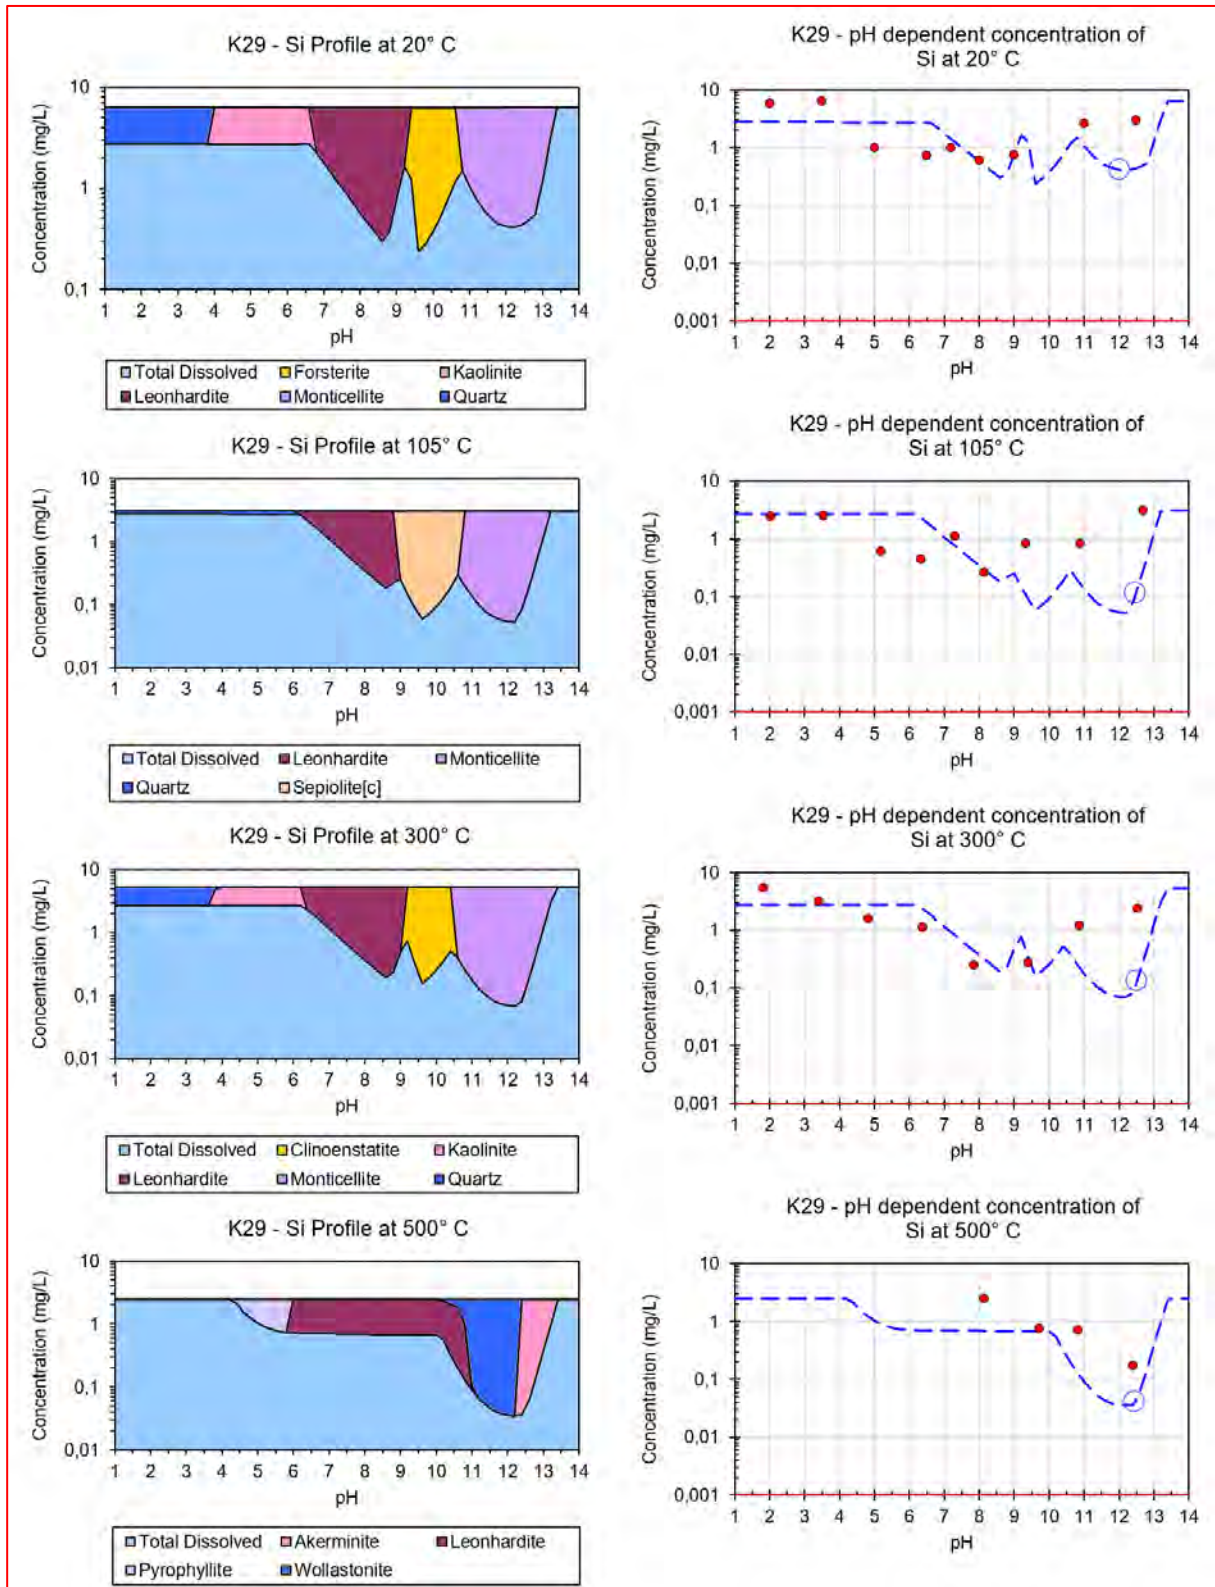 K29 - Si Profile at 20° C
Concentration (mg/L)
10
1
0,1
1 2 3 4 5 6 7 8 9 10 11 12 13 14
pH
Total Dissolved Forsterite Kaolinite
Leonhardite Monticellite Quartz
K29 - pH dependent concentration of
Si at 20° C
Concentration (mg/L)
10
1
0,1
0,01
0,001
1 2 3 4 5 6 7 8 9 10 11 12 13 14
pH
K29 - Si Profile at 105° C
Concentration (mg/L)
10
1
0,1
0,01
1 2 3 4 5 6 7 8 9 10 11 12 13 14
pH
Total Dissolved Leonhardite Monticellite
Quartz Sepiolite[c]
K29 - pH dependent concentration of
Si at 105° C
Concentration (mg/L)
10
1
0,1
0,01
0,001
1 2 3 4 5 6 7 8 9 10 11 12 13 14
pH
K29 - Si Profile at 300° C
Concentration (mg/L)
10
1
0,1
0,01
1 2 3 4 5 6 7 8 9 10 11 12 13 14
pH
Total Dissolved Clinoenstatite Kaolinite
Leonhardite Monticellite Quartz
K29 - pH dependent concentration of
Si at 300° C
Concentration (mg/L)
10
1
0,1
0,01
0,001
1 2 3 4 5 6 7 8 9 10 11 12 13 14
pH
K29 - Si Profile at 500° C
Concentration (mg/L)
10
1
0,1
0,01
1 2 3 4 5 6 7 8 9 10 11 12 13 14
pH
Total Dissolved Akerminite Leonhardite
Pyrophyllite Wollastonite
K29 - pH dependent concentration of
Si at 500° C
Concentration (mg/L)
10
1
0,1
0,01
0,001
1 2 3 4 5 6 7 8 9 10 11 12 13 14
pH